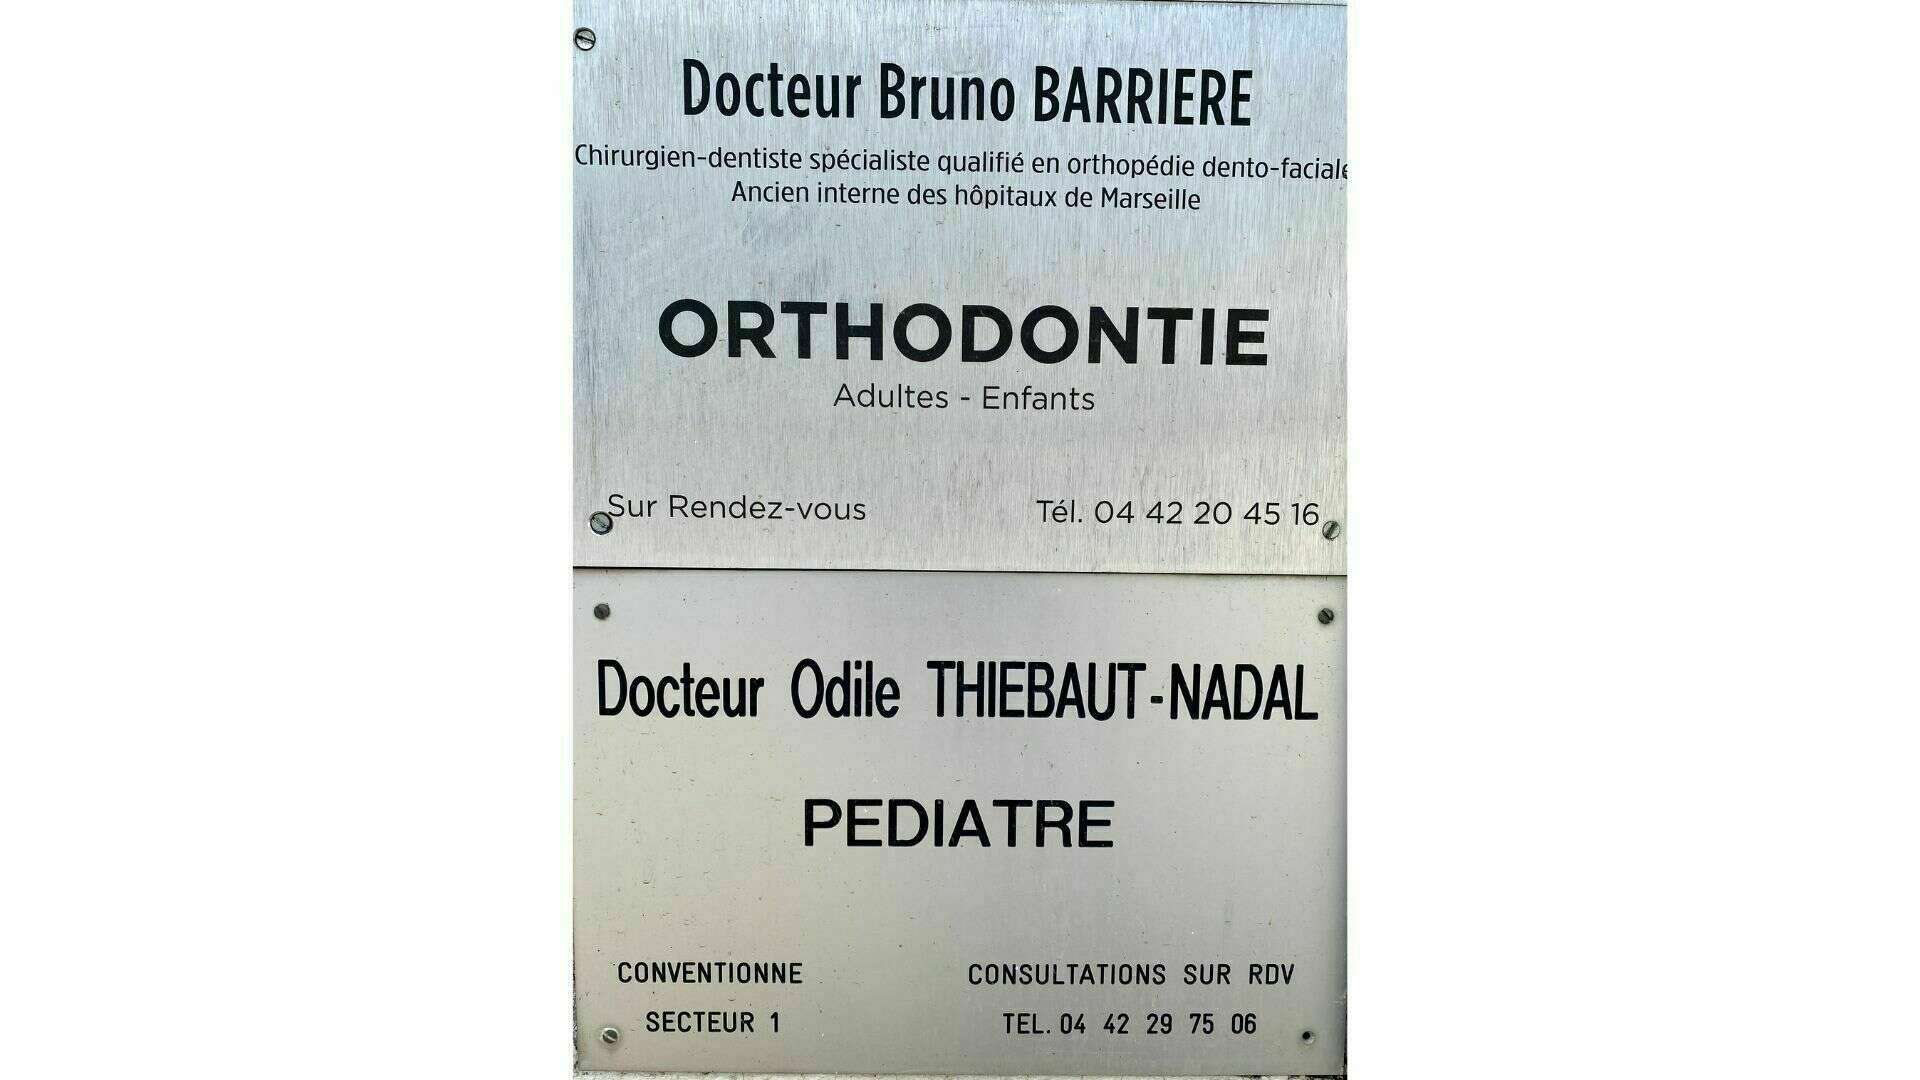 Docteur Bruno BARRIERE
Chirurgien-dentiste spécialiste qualifié en orthopédie dento-faciale
Ancien interne des hôpitaux de Marseille
ORTHODONTIE
Adultes - Enfants
Sur Rendez-vous Tél. 04 42 20 45 16
Docteur Odile THIEBAUT-NADAL
PEDIATRE
CONVENTIONNE CONSULTATIONS SUR RDV
SECTEUR 1 TEL. 04 42 29 75 06